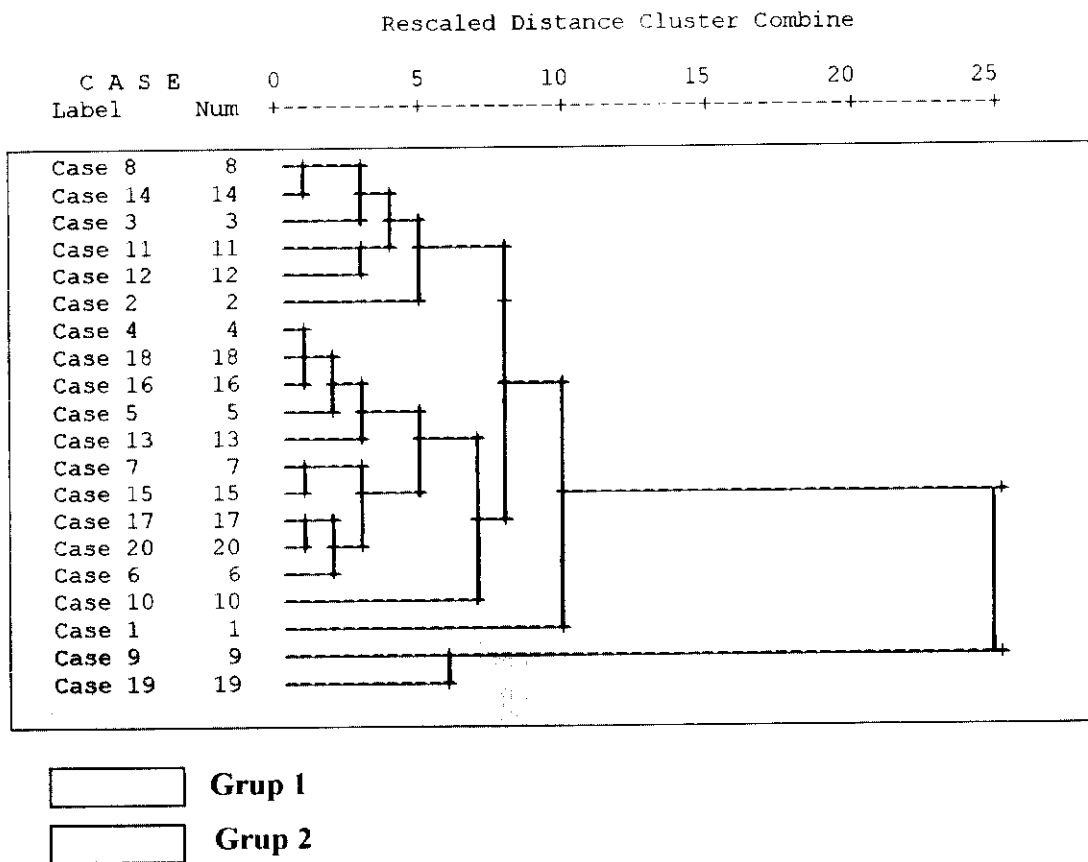 Rescaled Distance Cluster Combine
C A S E 0 5 10 15 20 25
Label Num +---------+---------+---------+---------+---------+
Case 8 8
Case 14 14
Case 3 3
Case 11 11
Case 12 12
Case 2 2
Case 4 4
Case 18 18
Case 16 16
Case 5 5
Case 13 13
Case 7 7
Case 15 15
Case 17 17
Case 20 20
Case 6 6
Case 10 10
Case 1 1
Case 9 9
Case 19 19
Grup 1
Grup 2